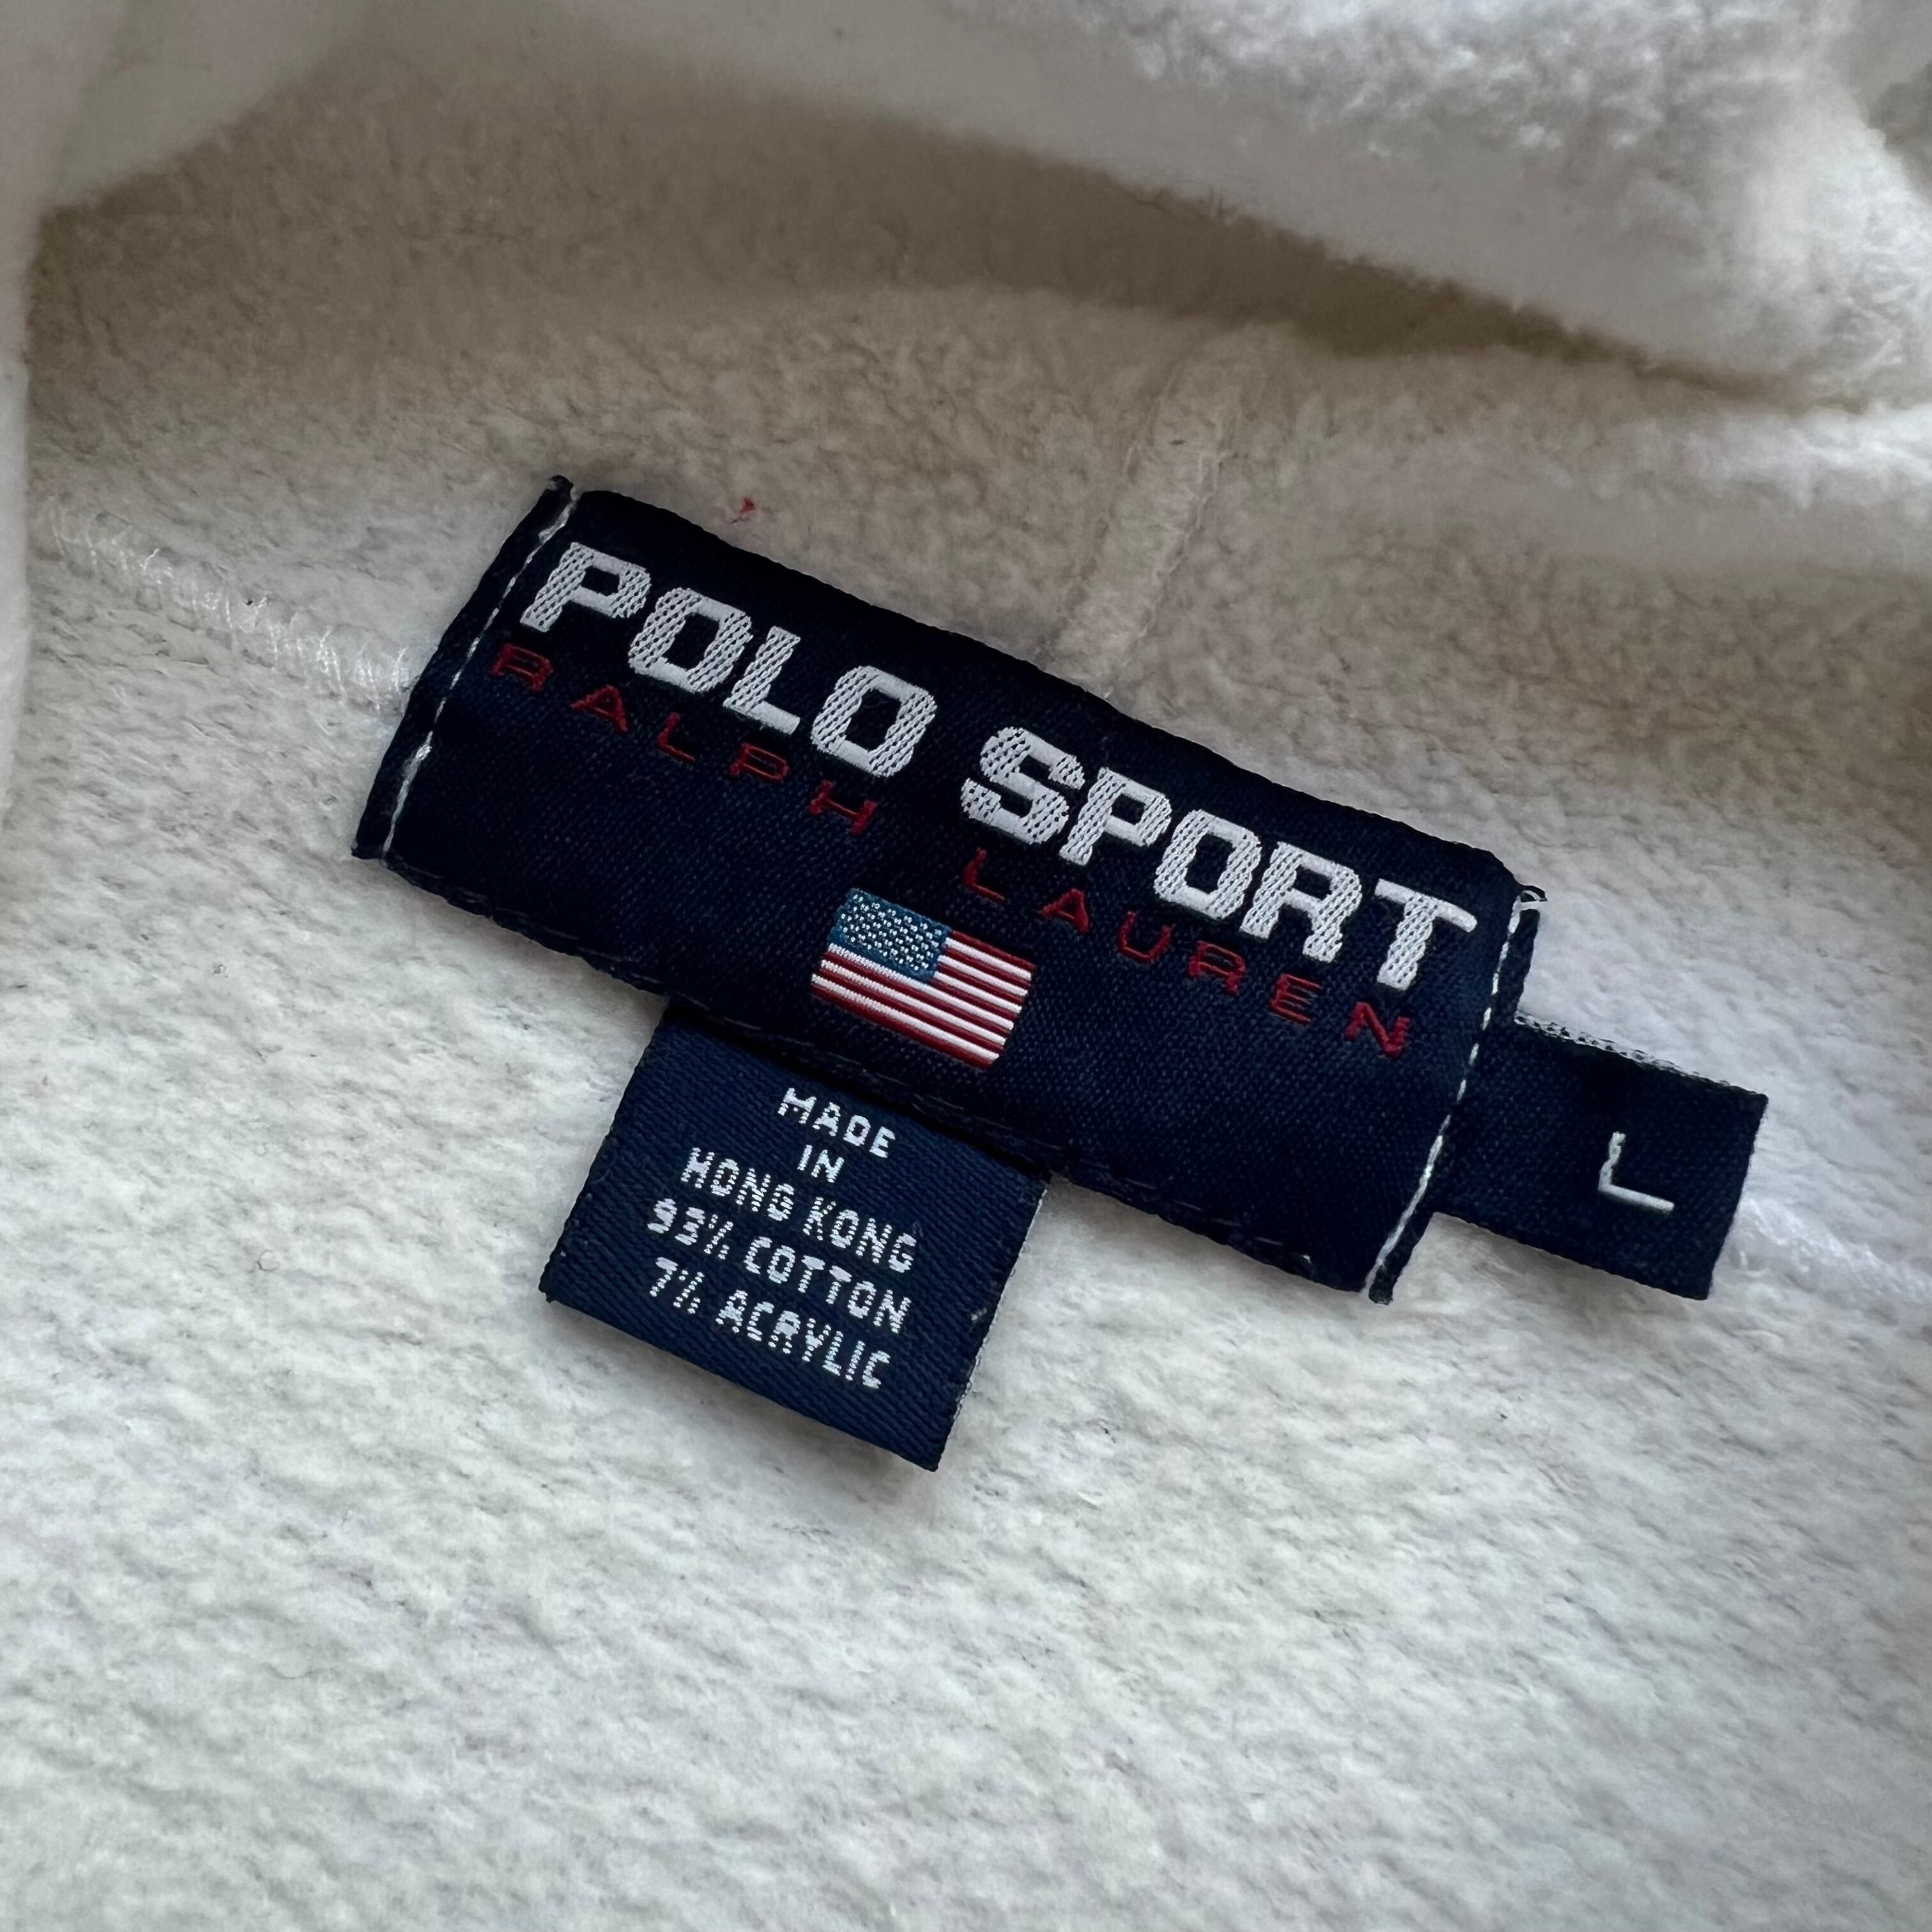 POLO SPORT
RALPH LAUREN
L
MADE
IN
HONG KONG
93% COTTON
7% ACRYLIC